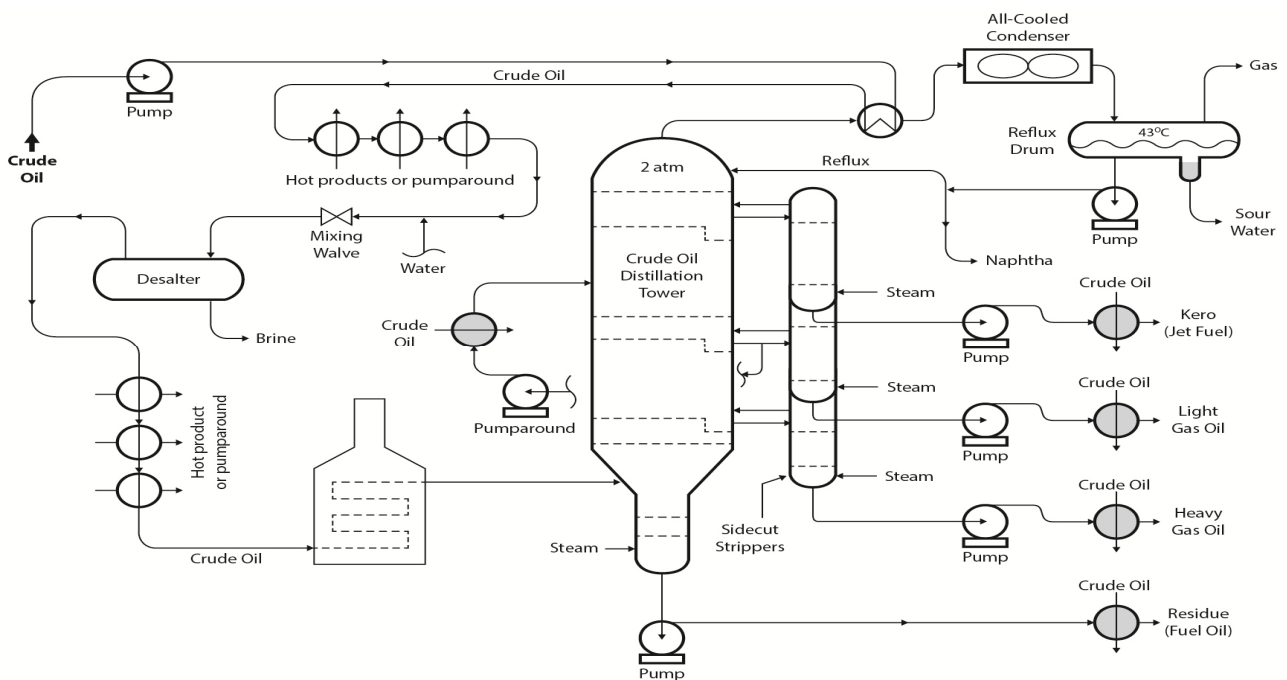 All-Cooled
Condenser
Gas
Crude Oil
Pump
43°C
Reflux
Drum
Crude
Oil
2 atm
Reflux
Hot products or pumparound
Pump
Sour
Water
Mixing
Walve
Water
Naphtha
Crude Oil
Distillation
Tower
Desalter
Steam
Crude Oil
Kero
(Jet Fuel)
Pump
Crude
Oil
Brine
Steam
Crude Oil
Light
Gas Oil
Pump
Pumparound
Hot product
or pumparound
Steam
Crude Oil
Heavy
Gas Oil
Pump
Sidecut
Strippers
Steam
Crude Oil
Crude Oil
Residue
(Fuel Oil)
Pump